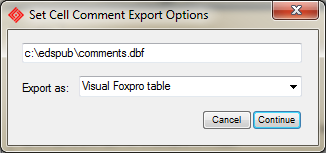 Set Cell Comment Export Options
c:\edspub\comments.dbf
Export as: Visual Foxpro table
Cancel Continue